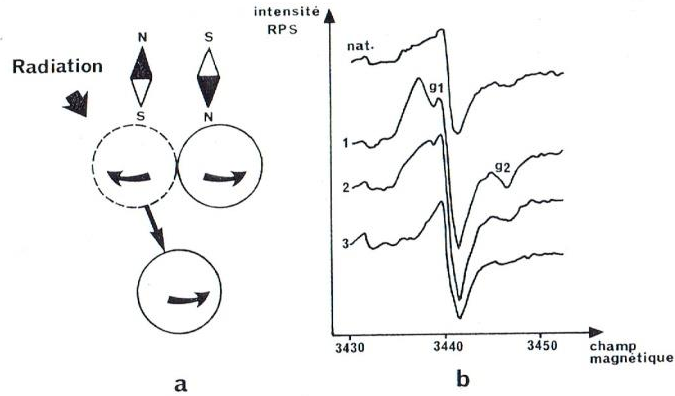 N
S
Radiation
S
N
a
intensité
RPS
nat.
g1
1
g2
2
3
3430
3440
3450
champ
magnétique
b